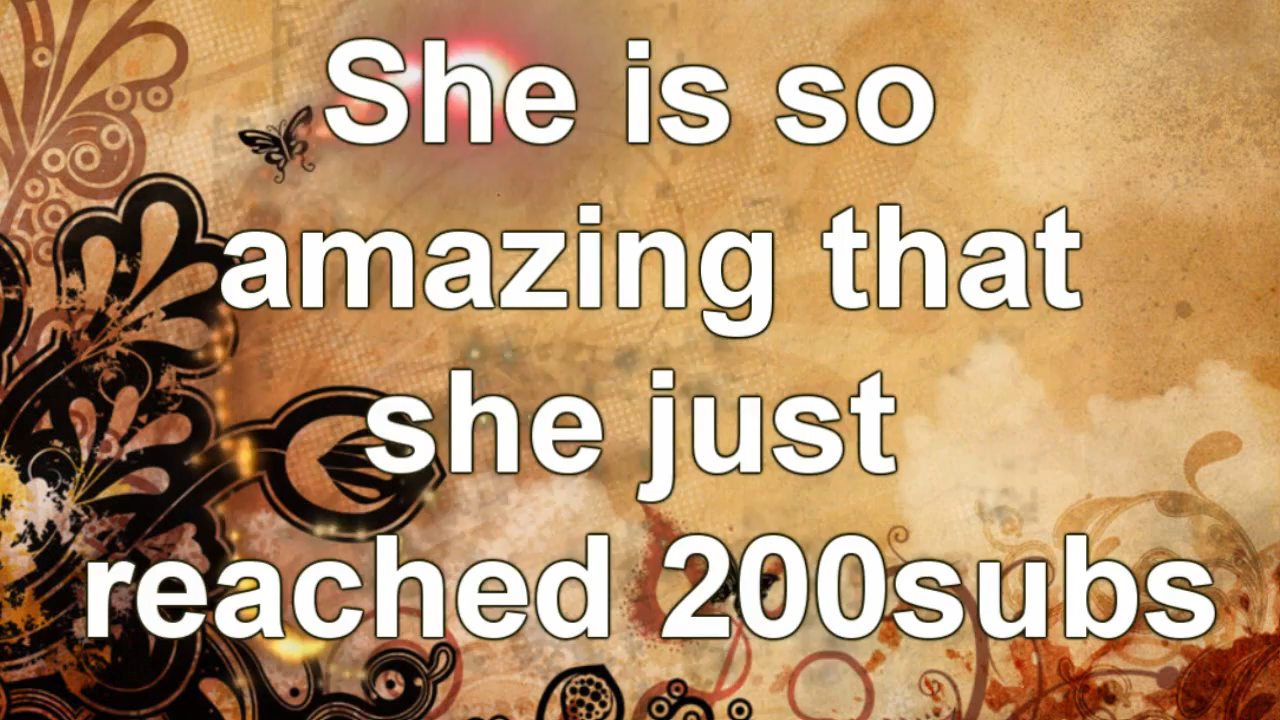 She is so
amazing that
she just
reached 200subs